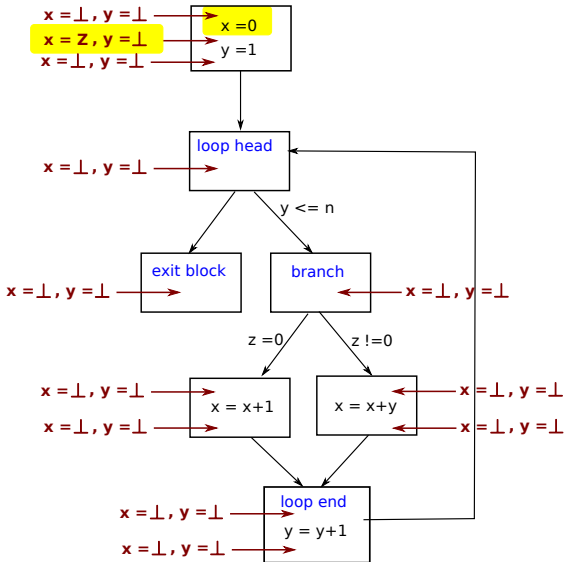 x =⊥, y =⊥
x =0
x = Z, y =⊥
y =1
x =⊥, y =⊥
loop head
x =⊥, y =⊥
y <= n
exit block
branch
x =⊥, y =⊥
x =⊥, y =⊥
z =0
z !=0
x =⊥, y =⊥
x =⊥, y =⊥
x = x+1
x = x+y
x =⊥, y =⊥
x =⊥, y =⊥
loop end
x =⊥, y =⊥
y = y+1
x =⊥, y =⊥